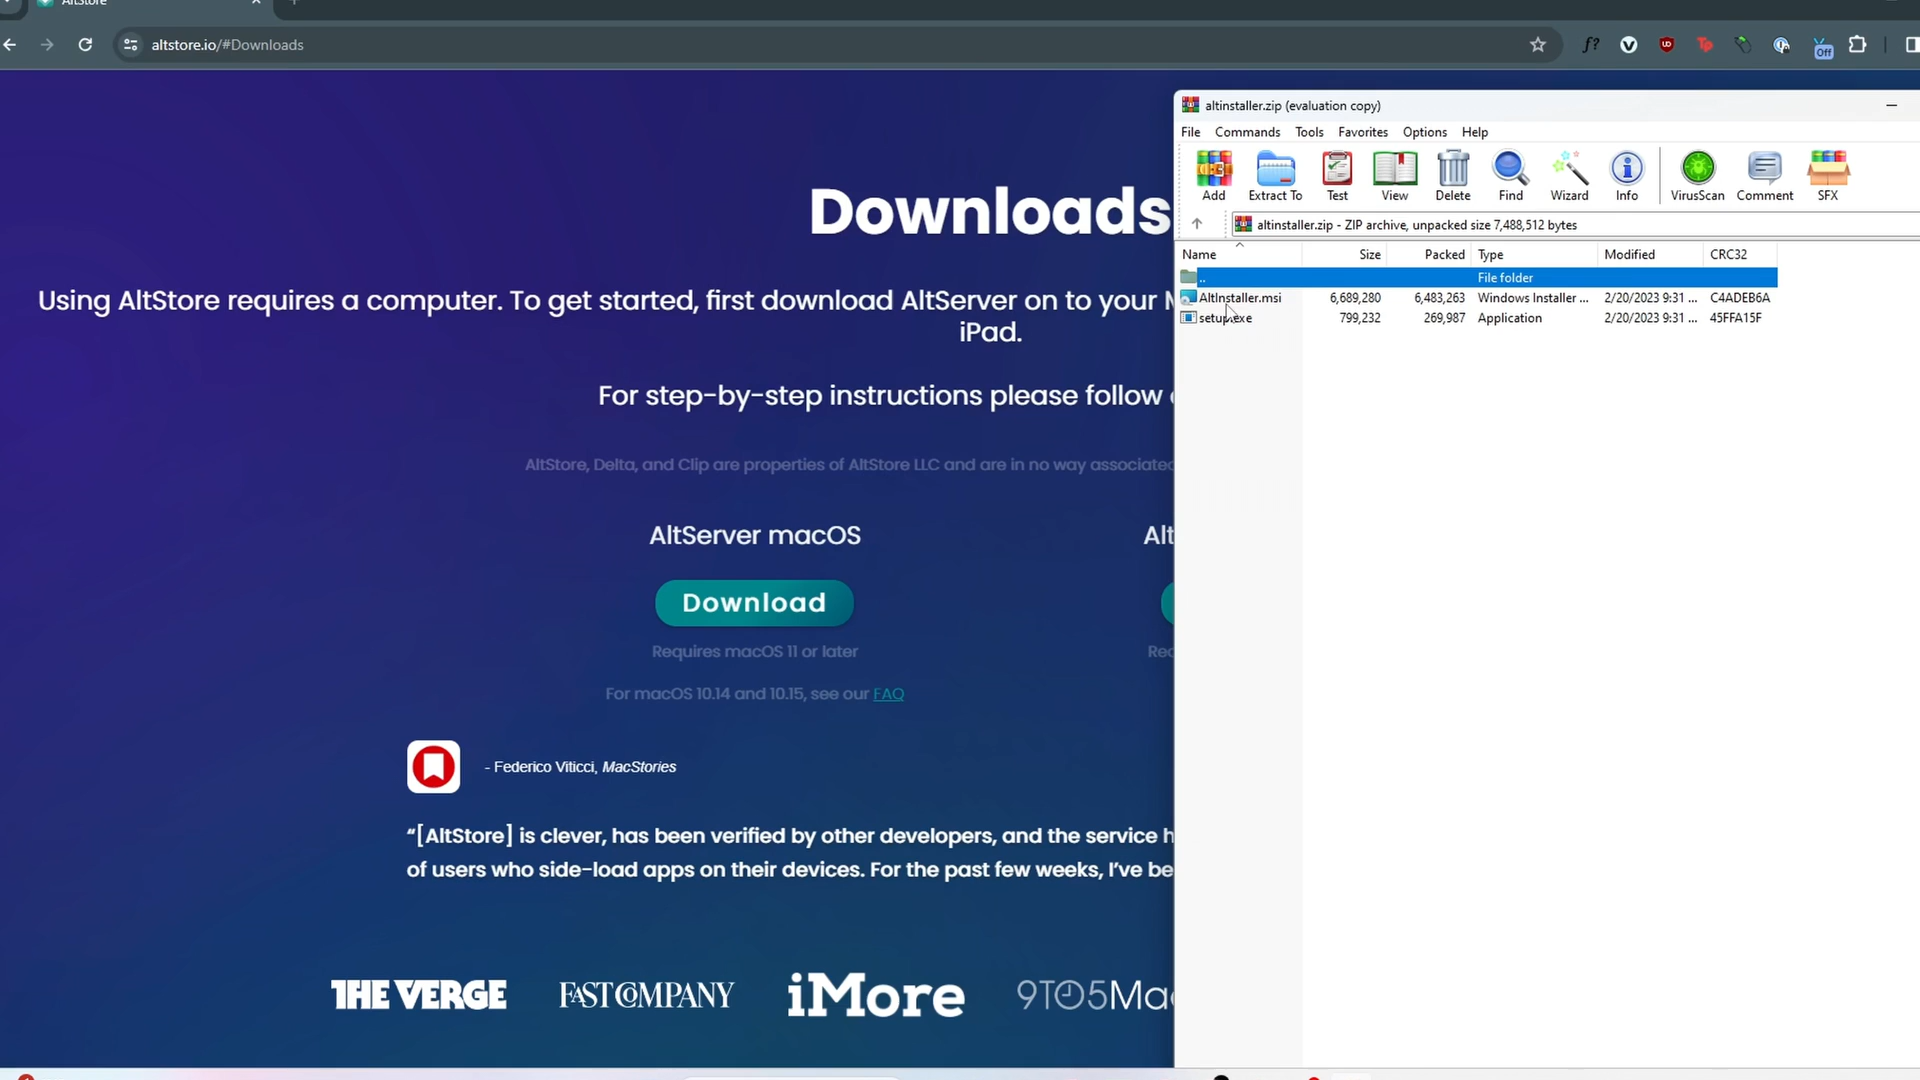 AltStore
altstore.io/#Downloads
f?
Off
Downloads
Using AltStore requires a computer. To get started, first download AltServer on to your M
iPad.
For step-by-step instructions please follow
AltStore, Delta, and Clip are properties of AltStore LLC and are in no way associated
AltServer macOS
Alt
Download
Requires macOS 11 or later
Rec
For macOS 10.14 and 10.15, see our FAQ
- Federico Viticci, MacStories
“[AltStore] is clever, has been verified by other developers, and the service h
of users who side-load apps on their devices. For the past few weeks, I’ve be
THE VERGE
FAST COMPANY
iMore
9TO5Mac
altinstaller.zip (evaluation copy)
File Commands Tools Favorites Options Help
Add Extract To Test View Delete Find Wizard Info VirusScan Comment SFX
altinstaller.zip - ZIP archive, unpacked size 7,488,512 bytes
Name Size Packed Type Modified CRC32
.. File folder
AltInstaller.msi 6,689,280 6,483,263 Windows Installer ... 2/20/2023 9:31 ... C4ADEB6A
setup.exe 799,232 269,987 Application 2/20/2023 9:31 ... 45FFA15F